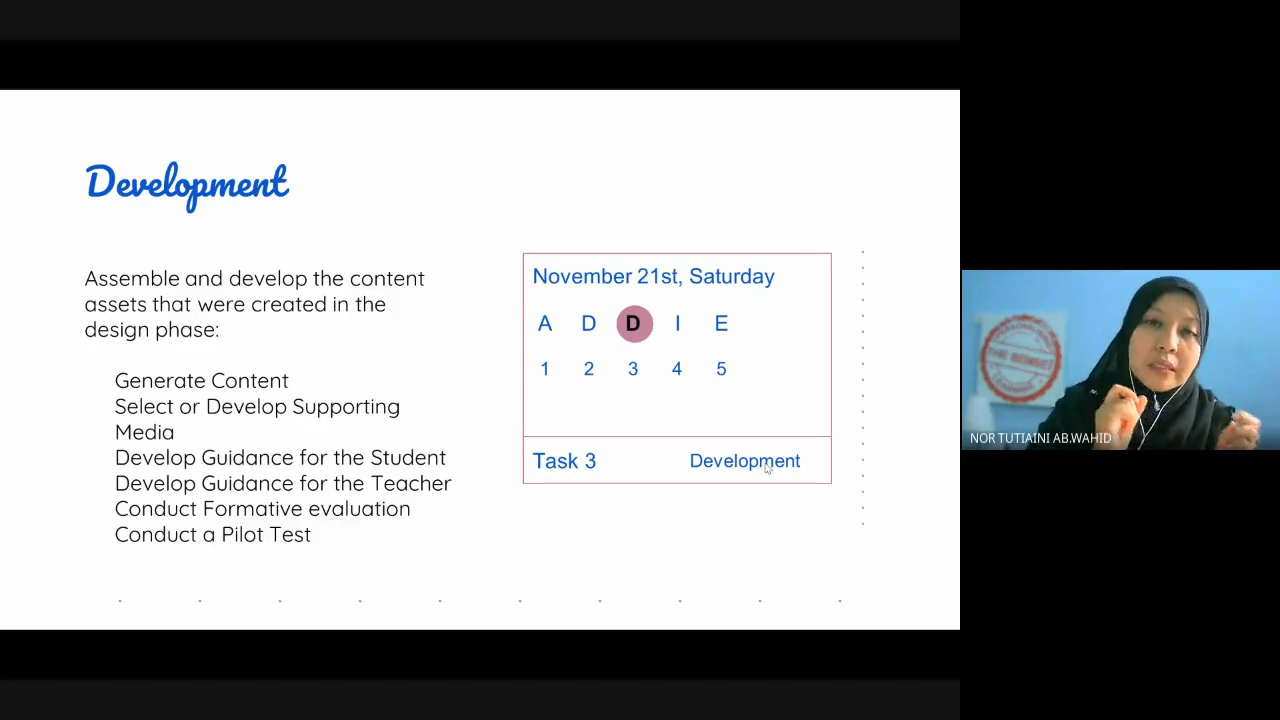 Development
Assemble and develop the content
assets that were created in the
design phase:
Generate Content
Select or Develop Supporting
Media
Develop Guidance for the Student
Develop Guidance for the Teacher
Conduct Formative evaluation
Conduct a Pilot Test
November 21st, Saturday
A D D I E
1 2 3 4 5
Task 3 Development
NOR TUTIAINI AB.WAHID